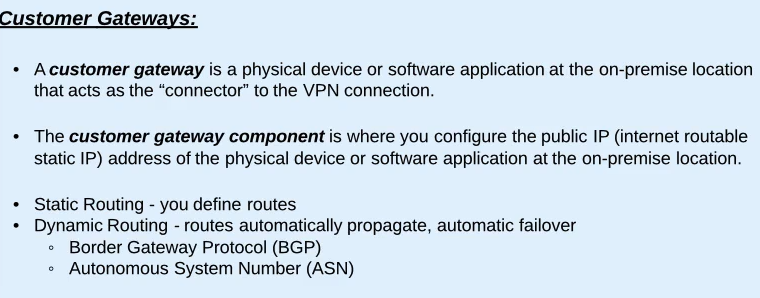 Customer Gateways:
• A customer gateway is a physical device or software application at the on-premise location
that acts as the “connector” to the VPN connection.
• The customer gateway component is where you configure the public IP (internet routable
static IP) address of the physical device or software application at the on-premise location.
• Static Routing - you define routes
• Dynamic Routing - routes automatically propagate, automatic failover
◦ Border Gateway Protocol (BGP)
◦ Autonomous System Number (ASN)